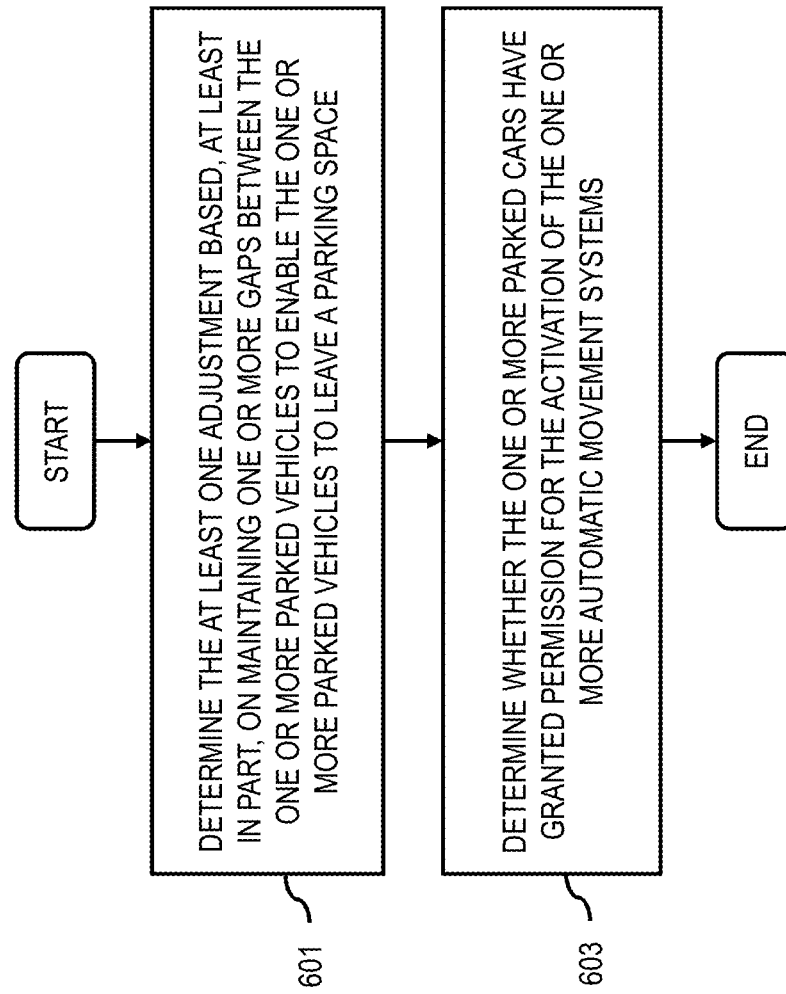 START
DETERMINE THE AT LEAST ONE ADJUSTMENT BASED, AT LEAST
IN PART, ON MAINTAINING ONE OR MORE GAPS BETWEEN THE
ONE OR MORE PARKED VEHICLES TO ENABLE THE ONE OR
MORE PARKED VEHICLES TO LEAVE A PARKING SPACE
601
DETERMINE WHETHER THE ONE OR MORE PARKED CARS HAVE
GRANTED PERMISSION FOR THE ACTIVATION OF THE ONE OR
MORE AUTOMATIC MOVEMENT SYSTEMS
603
END